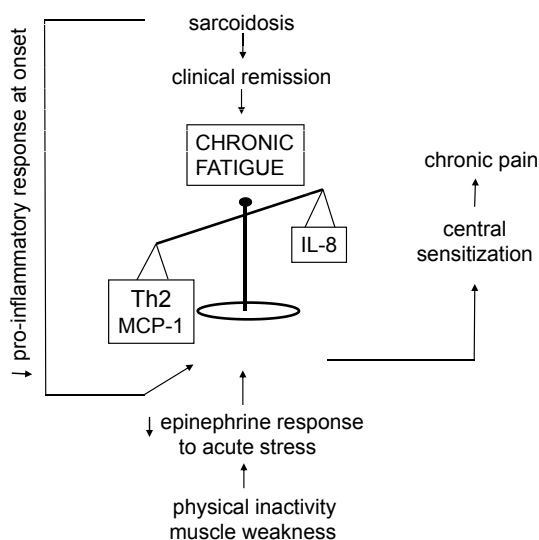 sarcoidosis
clinical remission
CHRONIC
FATIGUE
IL-8
Th2
MCP-1
chronic pain
central
sensitization
↓ pro-inflammatory response at onset
↓ epinephrine response
to acute stress
physical inactivity
muscle weakness